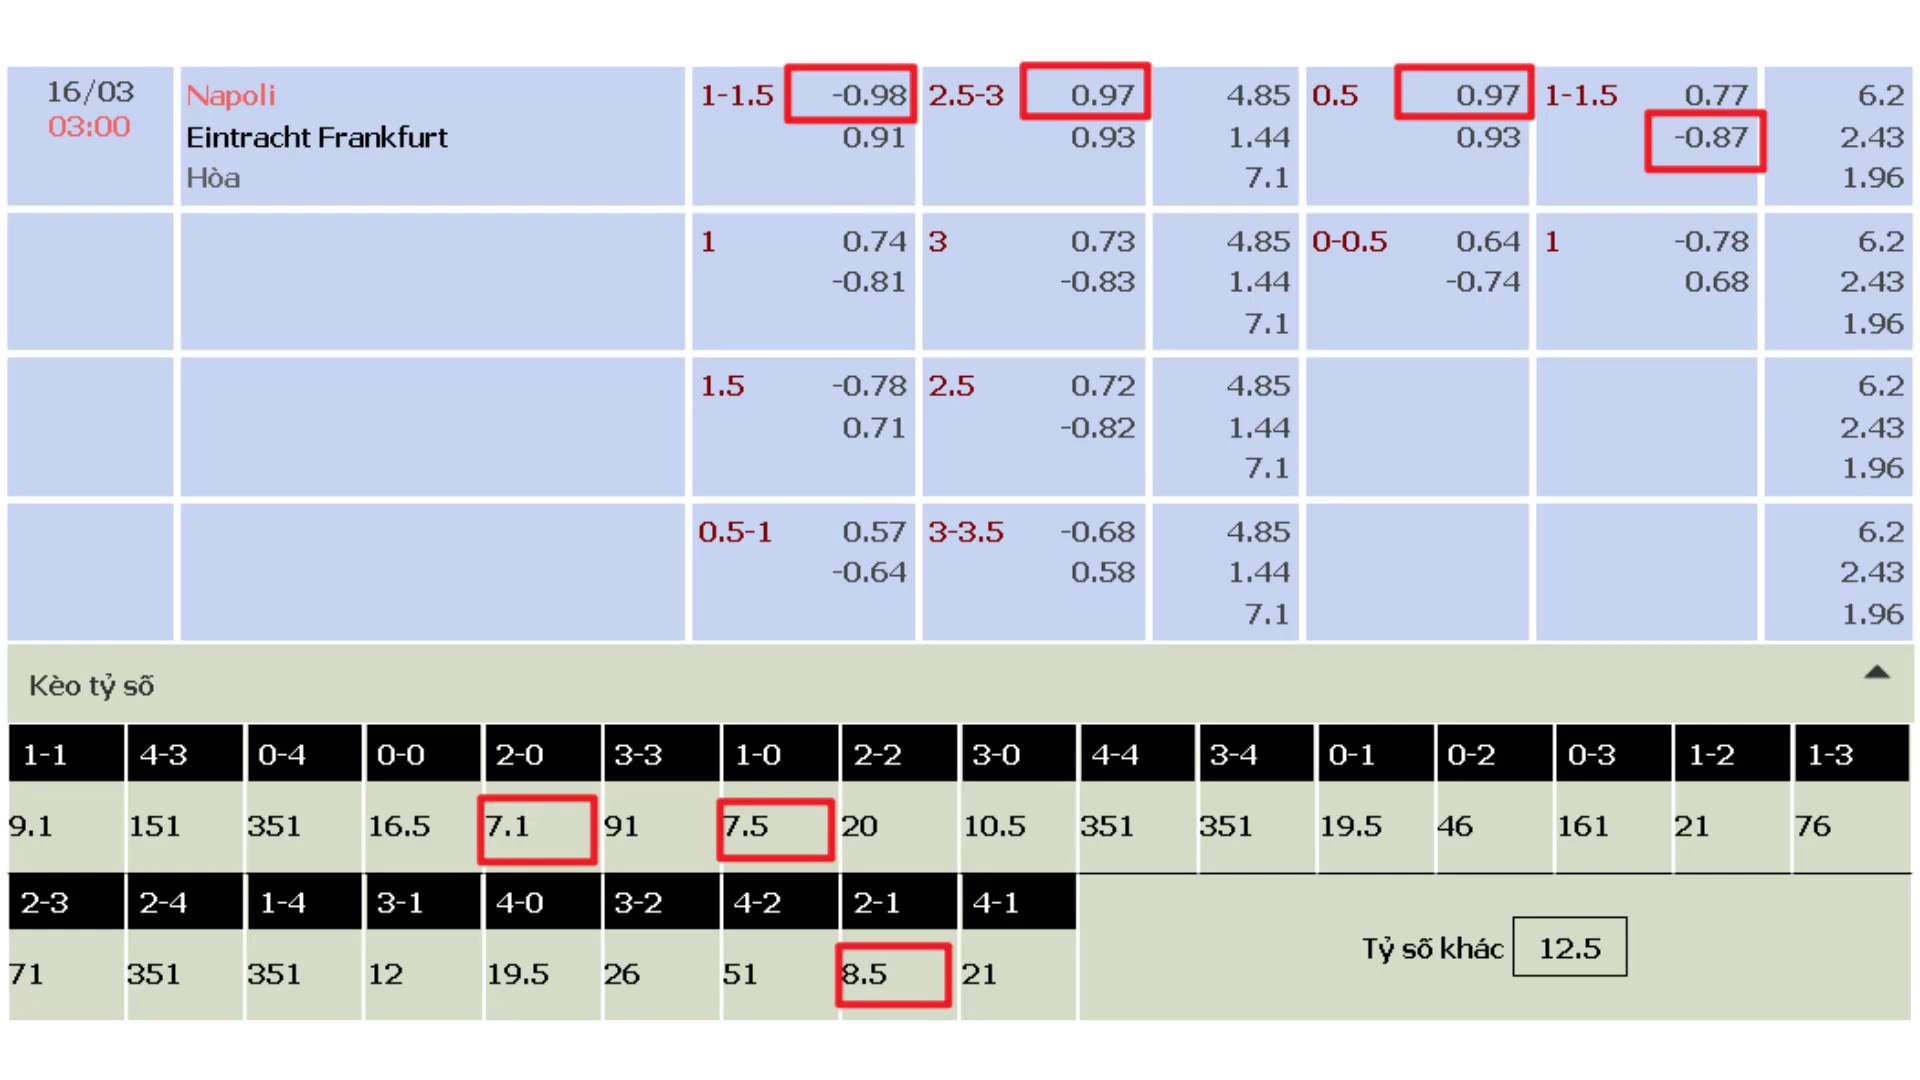 16/03 Napoli 1-1.5 -0.98 2.5-3 0.97 4.85 0.5 0.97 1-1.5 0.77 6.2
03:00 Eintracht Frankfurt 0.91 0.93 1.44 0.93 -0.87 2.43
Hòa 7.1 1.96
1 0.74 3 0.73 4.85 0-0.5 0.64 1 -0.78 6.2
-0.81 -0.83 1.44 -0.74 0.68 2.43
7.1 1.96
1.5 -0.78 2.5 0.72 4.85 6.2
0.71 -0.82 1.44 2.43
7.1 1.96
0.5-1 0.57 3-3.5 -0.68 4.85 6.2
-0.64 0.58 1.44 2.43
7.1 1.96
Kèo tỷ số
1-1 4-3 0-4 0-0 2-0 3-3 1-0 2-2 3-0 4-4 3-4 0-1 0-2 0-3 1-2 1-3
9.1 151 351 16.5 7.1 91 7.5 20 10.5 351 351 19.5 46 161 21 76
2-3 2-4 1-4 3-1 4-0 3-2 4-2 2-1 4-1
71 351 351 12 19.5 26 51 8.5 21
Tỷ số khác 12.5